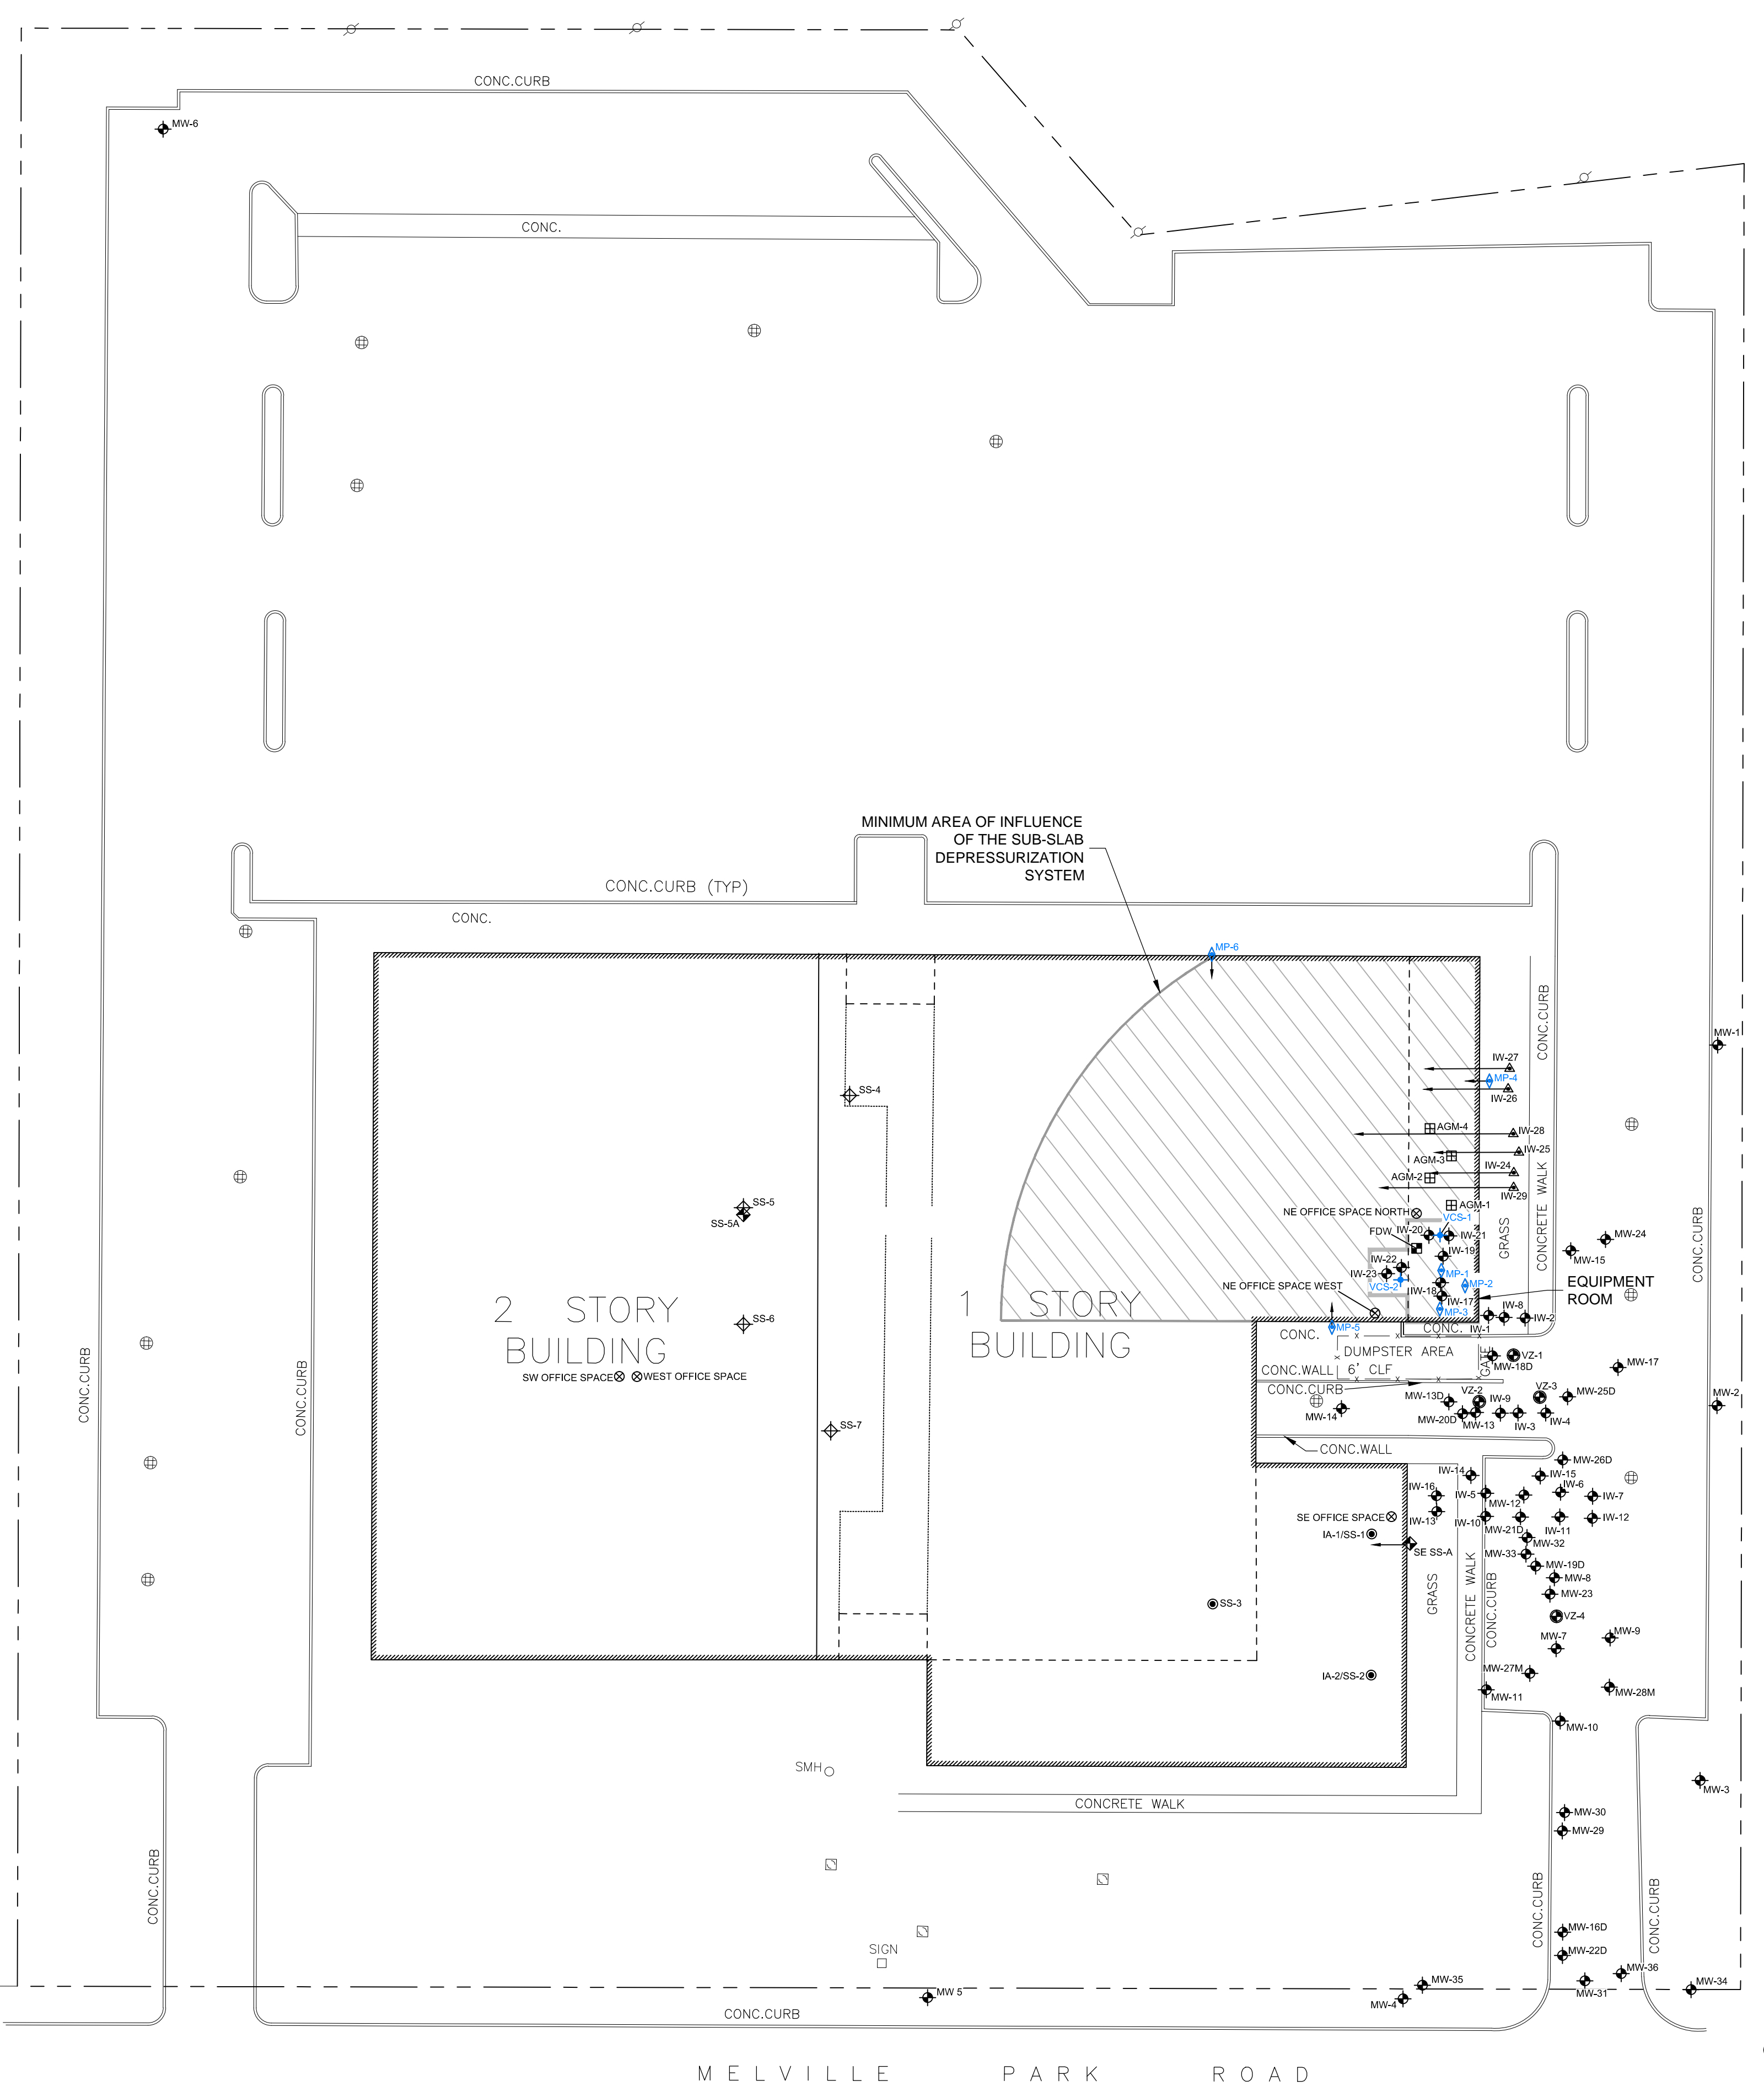 CONC.CURB
MW-6
CONC.
MINIMUM AREA OF INFLUENCE
OF THE SUB-SLAB
DEPRESSURIZATION
SYSTEM
CONC.CURB (TYP)
CONC.
MP-6
CONC.CURB
MW-1
IW-27
MP-4
IW-26
SS-4
AGM-4
IW-28
AGM-3
IW-25
IW-24
AGM-2
IW-29
CONCRETE WALK
SS-5
SS-5A
AGM-1
NE OFFICE SPACE NORTH
VCS-1
GRASS
FDW
IW-20
IW-21
MW-24
MW-15
CONC.CURB
IW-19
IW-22
IW-23
MP-1
VCS-2
MP-2
NE OFFICE SPACE WEST
IW-18
EQUIPMENT
ROOM
IW-17
MP-3
2 STORY
BUILDING
1 STORY
BUILDING
SS-6
MP-5
IW-8
IW-2
IW-1
CONC.
CONC.
DUMPSTER AREA
GATE
VZ-1
MW-18D
CONC.WALL
6' CLF
MW-17
SW OFFICE SPACE
WEST OFFICE SPACE
CONC.CURB
CONC.CURB
CONC.CURB
MW-13D
VZ-2
IW-9
VZ-3
MW-25D
MW-2
MW-14
MW-20D
MW-13
IW-3
IW-4
SS-7
CONC.WALL
MW-26D
IW-14
IW-15
IW-16
IW-5
MW-12
IW-6
IW-7
IW-13
IW-10
MW-21D
IW-11
IW-12
SE OFFICE SPACE
IA-1/SS-1
SE SS-A
MW-32
MW-33
MW-19D
MW-8
MW-23
GRASS
CONCRETE WALK
CONC.CURB
SS-3
VZ-4
MW-9
MW-7
IA-2/SS-2
MW-27M
MW-28M
MW-11
MW-10
SMH
MW-3
CONCRETE WALK
MW-30
MW-29
CONC.CURB
CONC.CURB
CONC.CURB
MW-16D
SIGN
MW-22D
MW-36
MW-35
MW-31
MW-34
MW 5
MW-4
CONC.CURB
MELVILLE PARK ROAD